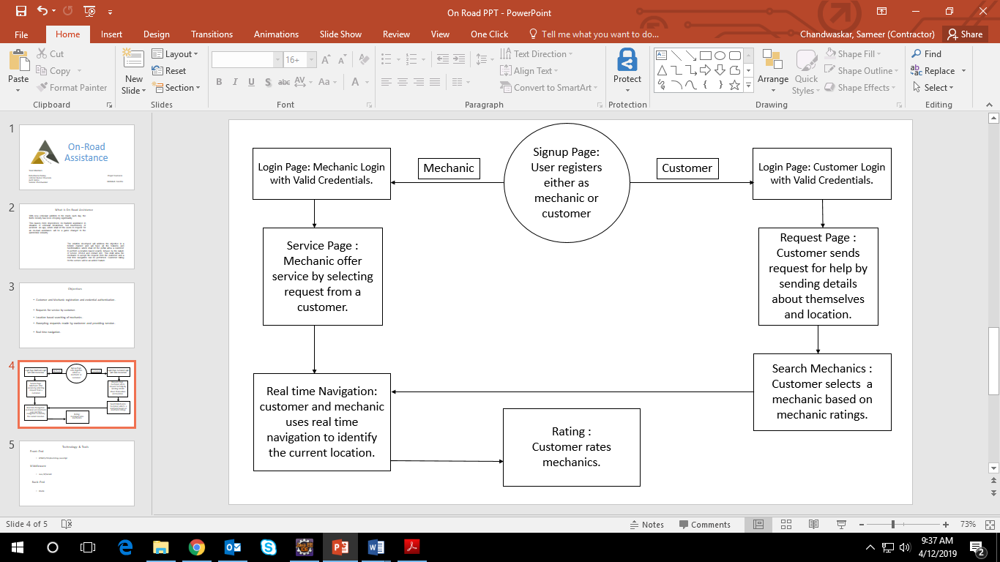 On Road PPT - PowerPoint
File Home Insert Design Transitions Animations Slide Show Review View One Click Tell me what you want to do... Chandwaskar, Sameer (Contractor) Share
Paste
Cut
Copy
Format Painter
Clipboard
New
Slide
Layout
Reset
Section
Slides
16+
B I U S abc AV Aa A
Font
Text Direction
Align Text
Convert to SmartArt
Paragraph
Protect
Protection
Arrange
Quick
Styles
Shape Fill
Shape Outline
Shape Effects
Drawing
Find
Replace
Select
Editing
1
On-Road
Assistance
2
What is On Road Assistance
3
Objectives
• Customer and Mechanic registration and credential authentication.
• Requests for service by customer.
• Location based searching of mechanic.
• Accepting requests made by customer and providing service.
• Real time navigation.
4
5
Technology & Tools
Front End
Middleware
Back End
Signup Page:
User registers
either as
mechanic or
customer
Mechanic
Customer
Login Page: Mechanic Login
with Valid Credentials.
Login Page: Customer Login
with Valid Credentials.
Service Page :
Mechanic offer
service by selecting
request from a
customer.
Request Page :
Customer sends
request for help by
sending details
about themselves
and location.
Real time Navigation:
customer and mechanic
uses real time
navigation to identify
the current location.
Search Mechanics :
Customer selects a
mechanic based on
mechanic ratings.
Rating :
Customer rates
mechanics.
Slide 4 of 5
Notes
Comments
73%
9:37 AM
4/12/2019
2